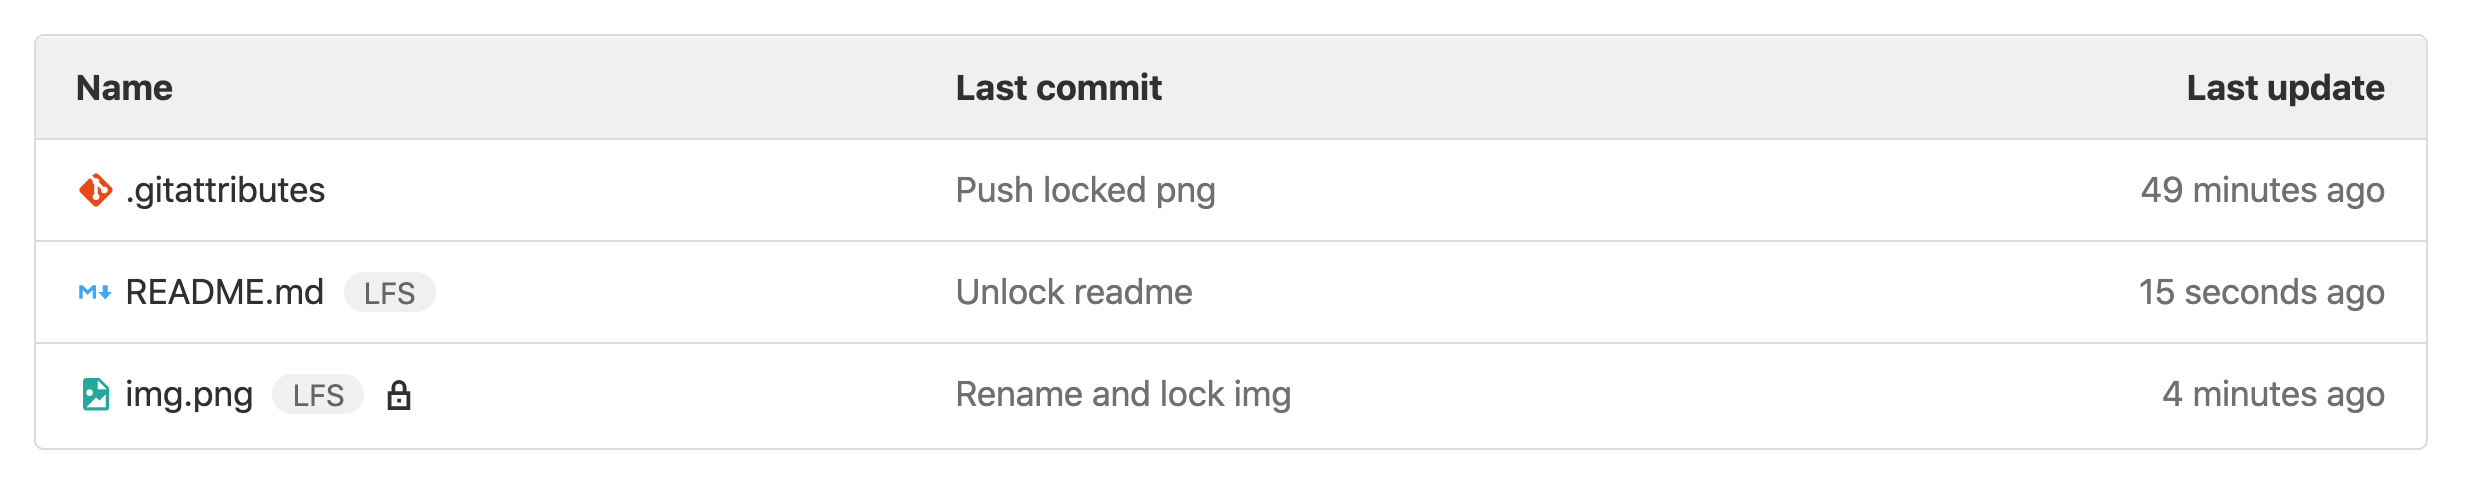 Name Last commit Last update
.gitattributes Push locked png 49 minutes ago
README.md LFS Unlock readme 15 seconds ago
img.png LFS Rename and lock img 4 minutes ago